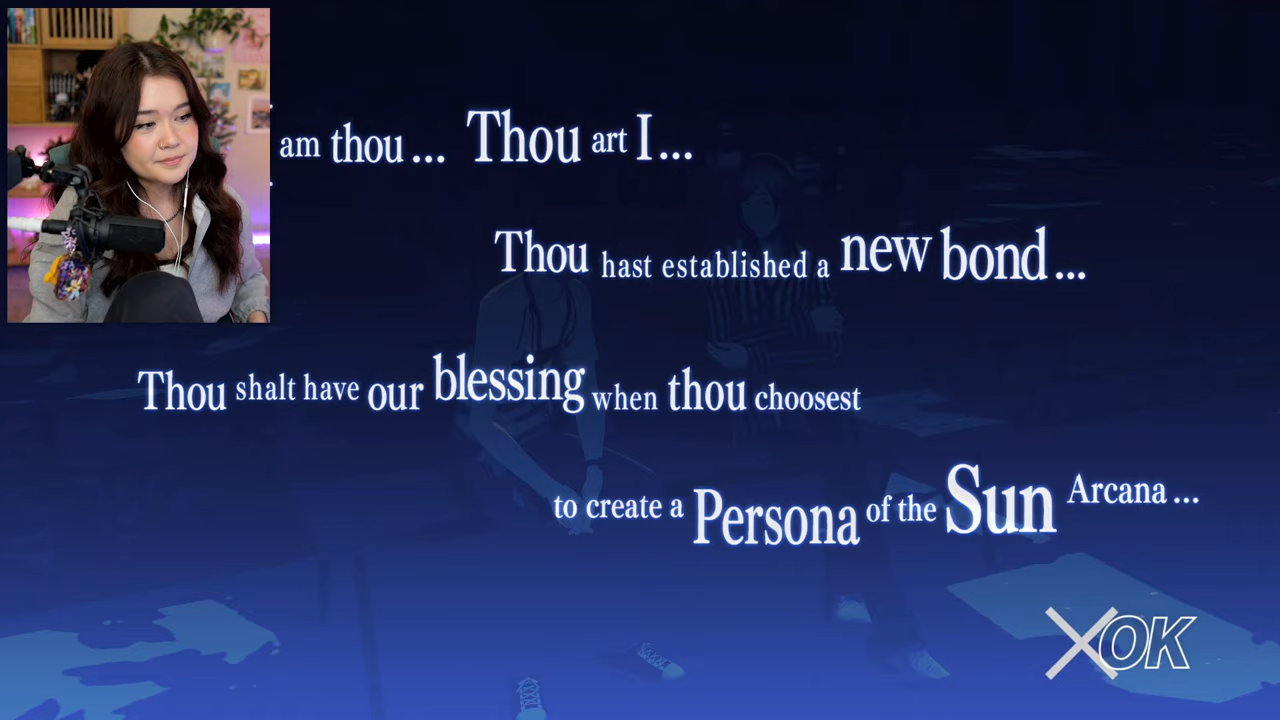 am thou... Thou art I...
Thou hast established a new bond...
Thou shalt have our blessing when thou choosest
to create a Persona of the Sun Arcana...
OK